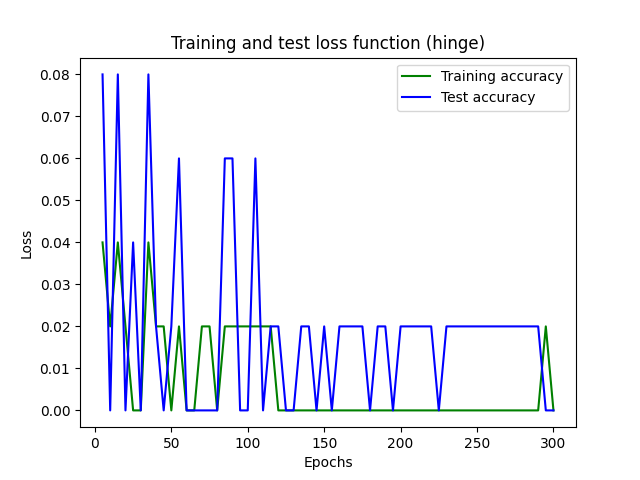 Training and test loss function (hinge)
Training accuracy
Test accuracy
0.08
0.07
0.06
0.05
0.04
0.03
0.02
0.01
0.00
Loss
0 50 100 150 200 250 300
Epochs